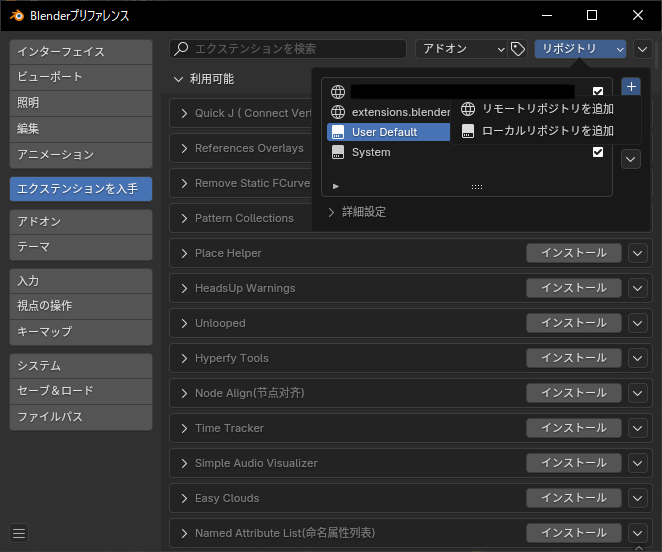 Blenderプリファレンス
インターフェイス
ビューポート
照明
編集
アニメーション
エクステンションを入手
アドオン
テーマ
入力
視点の操作
キーマップ
システム
セーブ＆ロード
ファイルパス
エクステンションを検索
アドオン
リポジトリ
利用可能
extensions.blender
リモートリポジトリを追加
User Default
ローカルリポジトリを追加
System
詳細設定
Quick J ( Connect Vert
References Overlays
Remove Static FCurve
Pattern Collections
Place Helper インストール
HeadsUp Warnings インストール
Unlooped インストール
Hyperfy Tools インストール
Node Align(节点对齐) インストール
Time Tracker インストール
Simple Audio Visualizer インストール
Easy Clouds インストール
Named Attribute List(命名属性列表) インストール